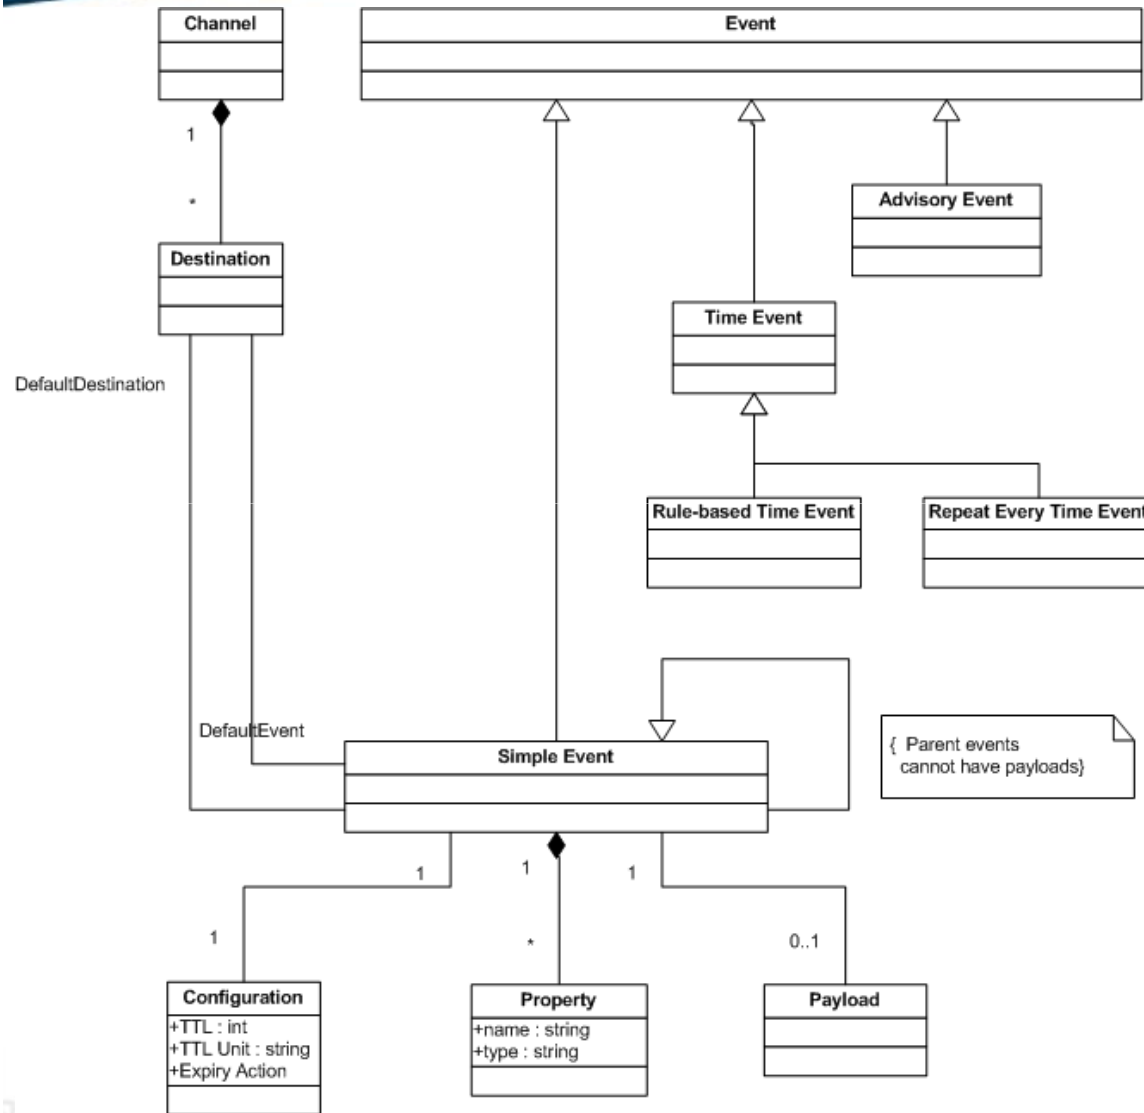 Channel
Event
1
*
Advisory Event
Destination
Time Event
DefaultDestination
Rule-based Time Event
Repeat Every Time Event
DefaultEvent
Simple Event
{ Parent events
cannot have payloads}
1
1
1
1
*
0..1
Configuration
+TTL : int
+TTL Unit : string
+Expiry Action
Property
+name : string
+type : string
Payload